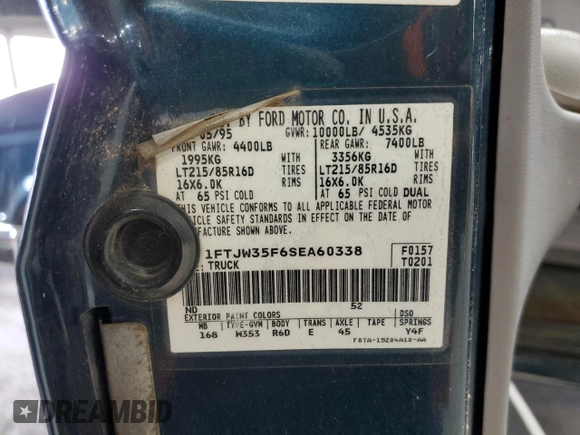 BY FORD MOTOR CO. IN U.S.A.
05/95 GVWR: 10000LB/ 4535KG
FRONT GAWR: 4400LB REAR GAWR: 7400LB
1995KG WITH 3356KG WITH
LT215/85R16D TIRES LT215/85R16D TIRES
16X6.0K RIMS 16X6.0K RIMS
AT 65 PSI COLD AT 65 PSI COLD DUAL
THIS VEHICLE CONFORMS TO ALL APPLICABLE FEDERAL MOTOR
VEHICLE SAFETY STANDARDS IN EFFECT ON THE DATE OF
SHOWN ABOVE.
1FTJW35F6SEA60338 F0157
TRUCK T0201
ND 52
EXTERIOR PAINT COLORS DSO
WB TYPE-GVW BODY TRANS AXLE TAPE SPRINGS
168 W353 R6D E 45 Y4F
F0TA-15204A10-AA
DREAMBID